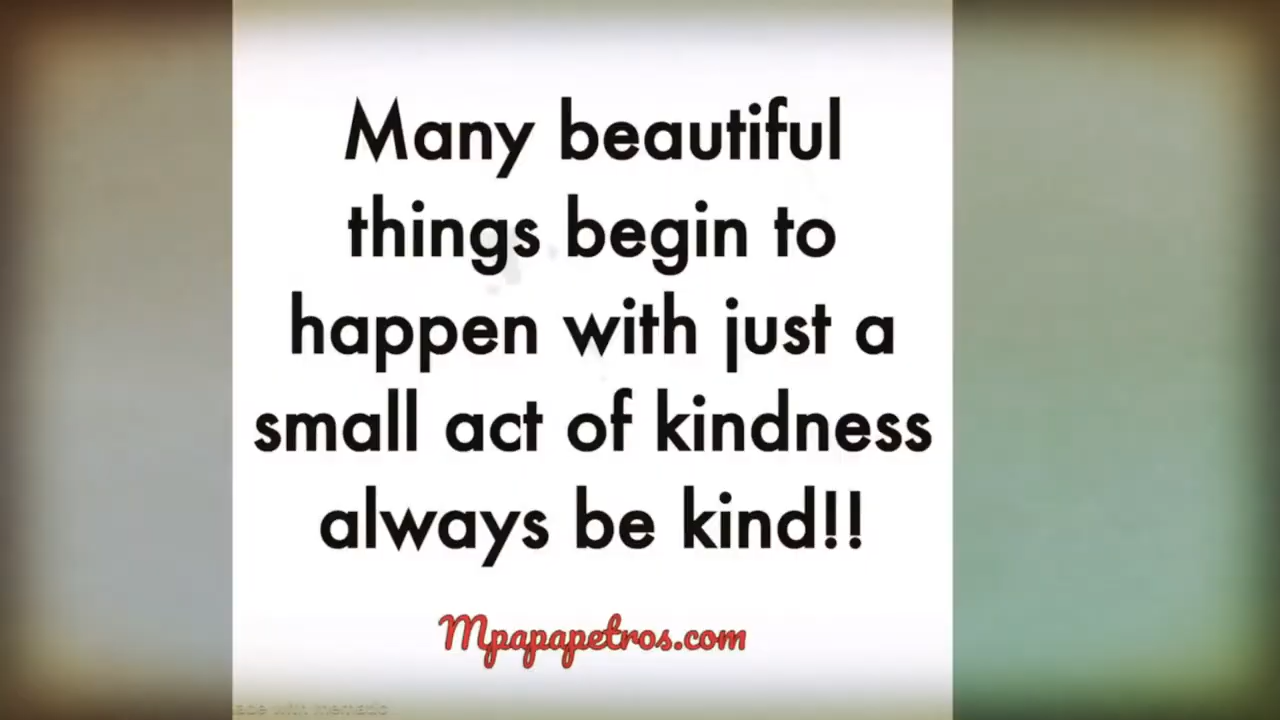 Many beautiful
things begin to
happen with just a
small act of kindness
always be kind!!
Mpapapetros.com